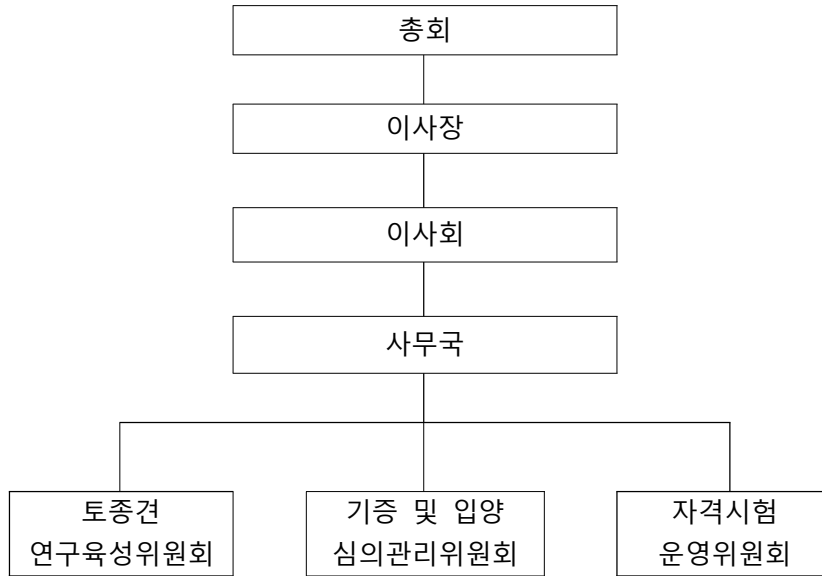 총회
이사장
이사회
사무국
토종견
연구육성위원회
기증 및 입양
심의관리위원회
자격시험
운영위원회